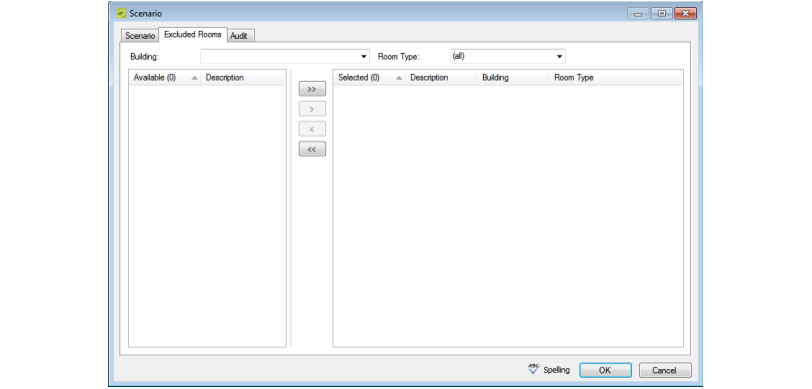 Scenario
Scenario Excluded Rooms Audit
Building: Room Type: (all)
Available (0) Description Selected (0) Description Building Room Type
>>
>
<
<<
ABC Spelling OK Cancel